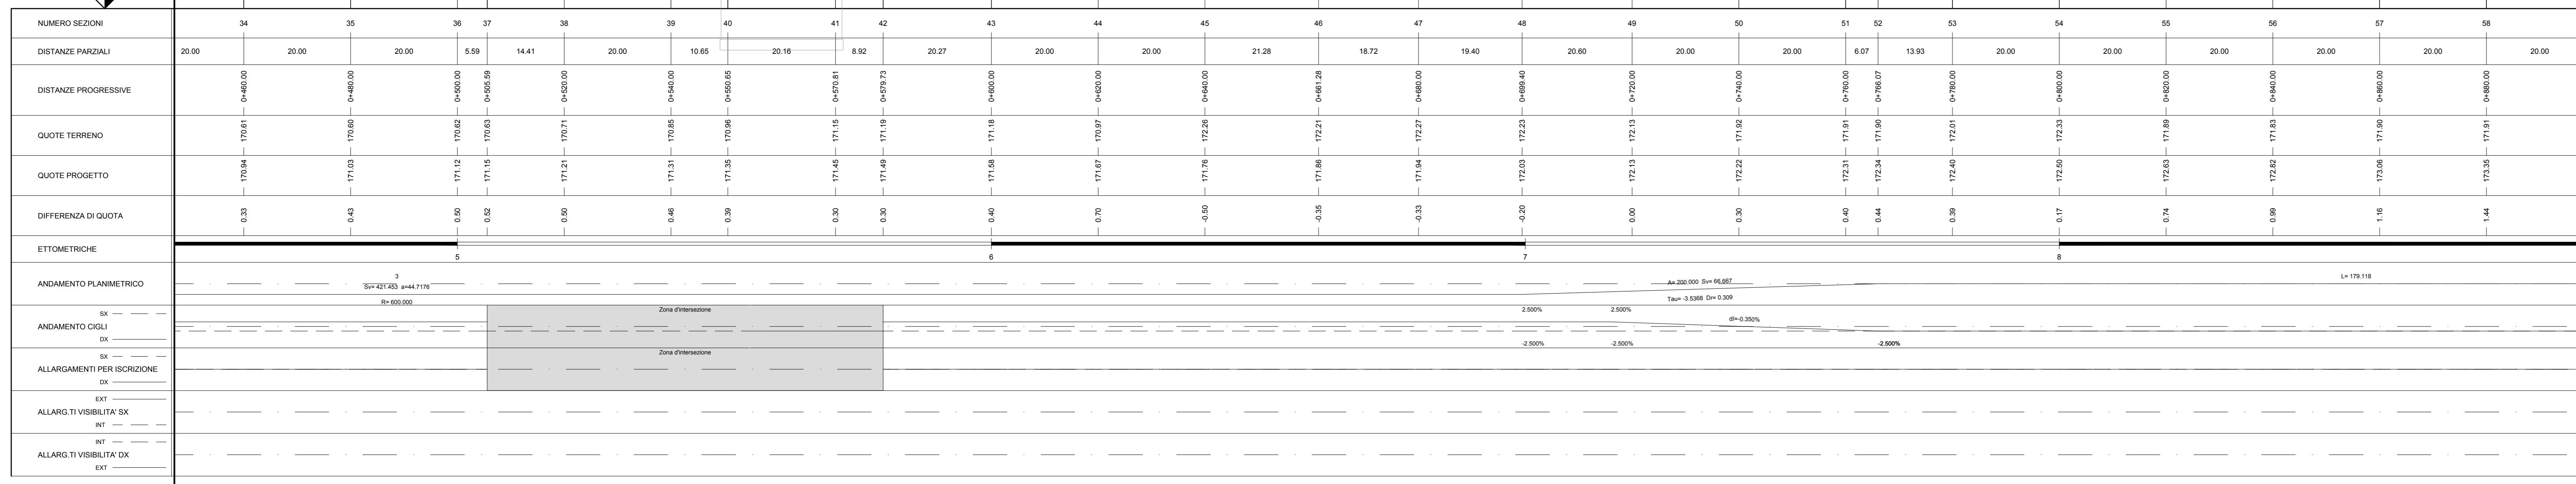 NUMERO SEZIONI 34 35 36 37 38 39 40 41 42 43 44 45 46 47 48 49 50 51 52 53 54 55 56 57 58
DISTANZE PARZIALI 20.00 20.00 20.00 5.59 14.41 20.00 10.65 20.16 8.92 20.27 20.00 20.00 21.28 18.72 19.40 20.60 20.00 20.00 6.07 13.93 20.00 20.00 20.00 20.00 20.00 20.00
DISTANZE PROGRESSIVE 0+460.00 0+480.00 0+500.00 0+505.59 0+520.00 0+540.00 0+550.65 0+570.81 0+579.73 0+600.00 0+620.00 0+640.00 0+661.28 0+680.00 0+699.40 0+720.00 0+740.00 0+760.00 0+766.07 0+780.00 0+800.00 0+820.00 0+840.00 0+860.00 0+880.00
QUOTE TERRENO 170.61 170.60 170.62 170.63 170.71 170.85 170.96 171.15 171.19 171.18 170.97 172.26 172.21 172.27 172.23 172.13 171.92 171.91 171.90 172.01 172.33 171.89 171.83 171.90 171.91
QUOTE PROGETTO 170.94 171.03 171.12 171.15 171.21 171.31 171.35 171.45 171.49 171.58 171.67 171.76 171.86 171.94 172.03 172.13 172.22 172.31 172.34 172.40 172.50 172.63 172.82 173.06 173.35
DIFFERENZA DI QUOTA 0.33 0.43 0.50 0.52 0.50 0.46 0.39 0.30 0.30 0.40 0.70 -0.50 -0.35 -0.33 -0.20 0.00 0.30 0.40 0.44 0.39 0.17 0.74 0.99 1.16 1.44
ETTOMETRICHE
5 6 7 8
ANDAMENTO PLANIMETRICO
3
Sv= 421.453 a=44.7176
R= 600.000
A= 200.000 Sv= 66.667
Tau= -3.5368 Dr= 0.309
L= 179.118
SX
ANDAMENTO CIGLI
DX
Zona d'intersezione
2.500% 2.500%
dI=-0.350%
-2.500% -2.500% -2.500%
SX
ALLARGAMENTI PER ISCRIZIONE
DX
Zona d'intersezione
EXT
ALLARG.TI VISIBILITA' SX
INT
INT
ALLARG.TI VISIBILITA' DX
EXT